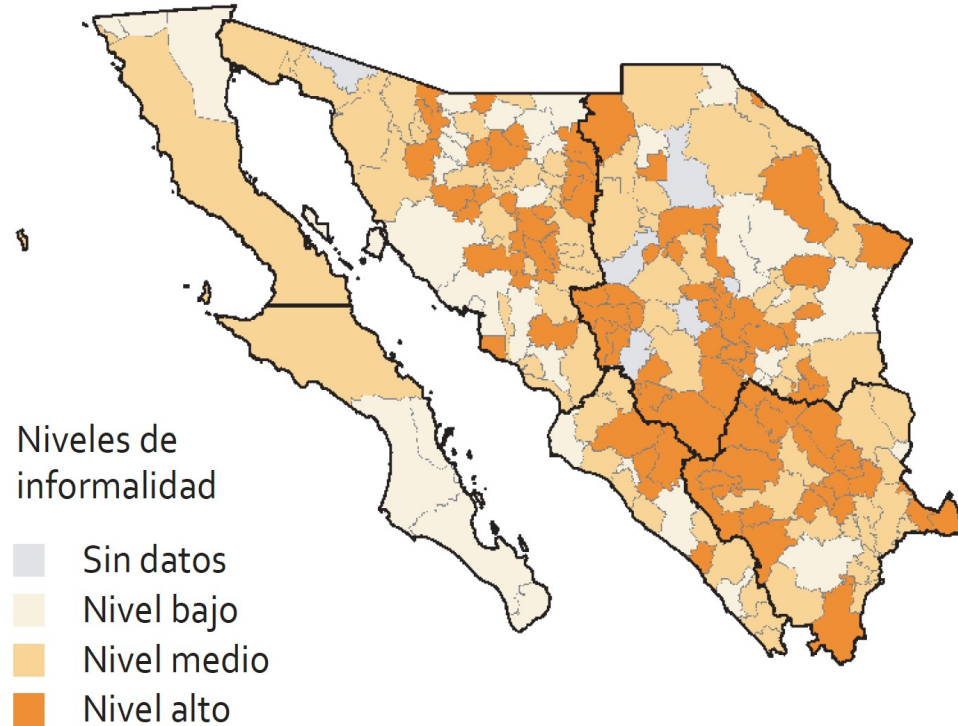 Niveles de
informalidad
Sin datos
Nivel bajo
Nivel medio
Nivel alto